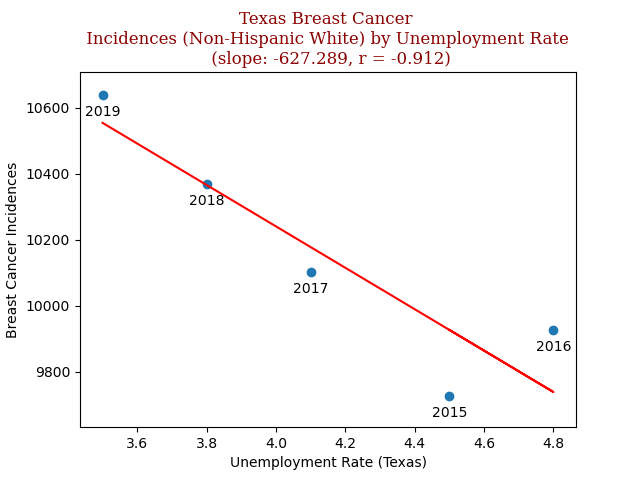 Texas Breast Cancer
Incidences (Non-Hispanic White) by Unemployment Rate
(slope: -627.289, r = -0.912)
Breast Cancer Incidences
10600
10400
10200
10000
9800
2019
2018
2017
2016
2015
3.6 3.8 4.0 4.2 4.4 4.6 4.8
Unemployment Rate (Texas)